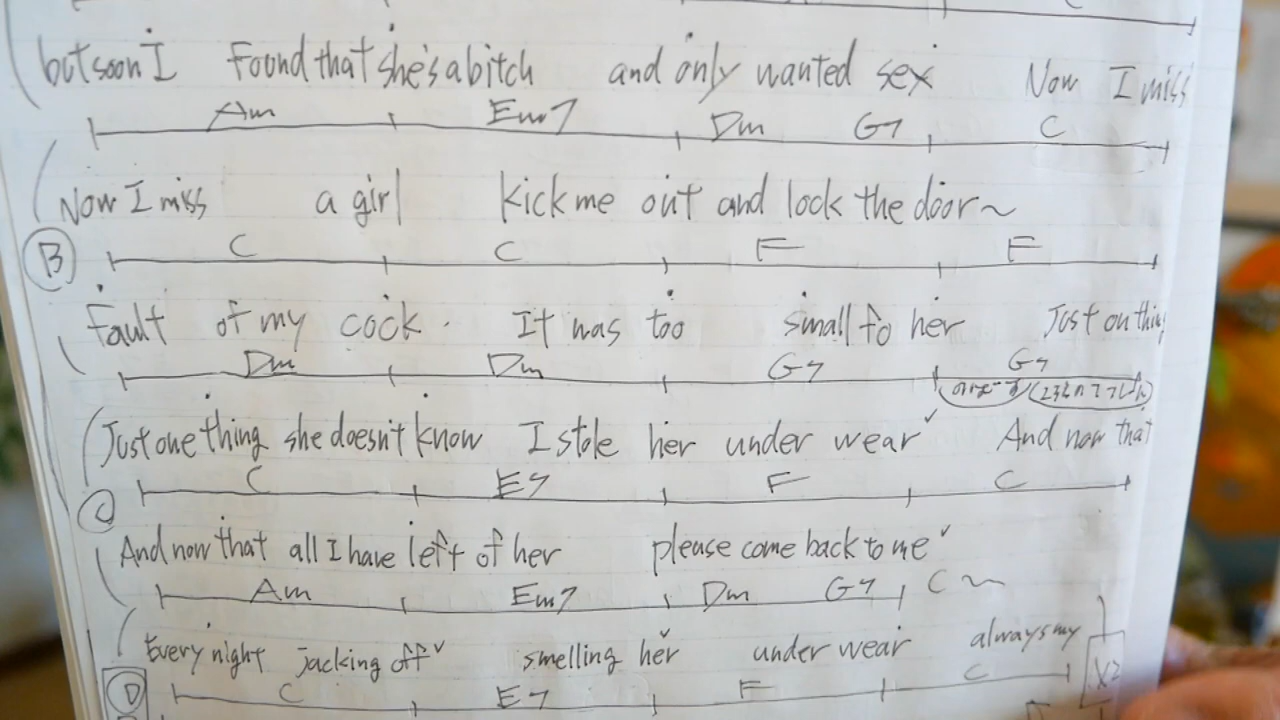 but soon I Found that she's a bitch and only wanted sex Now I miss
Am Em7 Dm G7 C
Now I miss a girl kick me out and lock the door~
B C C F F
fault of my cock. It was too small fo her Just on thing
Dm Dm G7 G7
Just one thing she doesn't know I stole her under wear And now that
C C E7 F C
And now that all I have left of her please come back to me
Am Em7 Dm G7 C~
Every night jacking off smelling her under wear always my
D C E7 F C x2